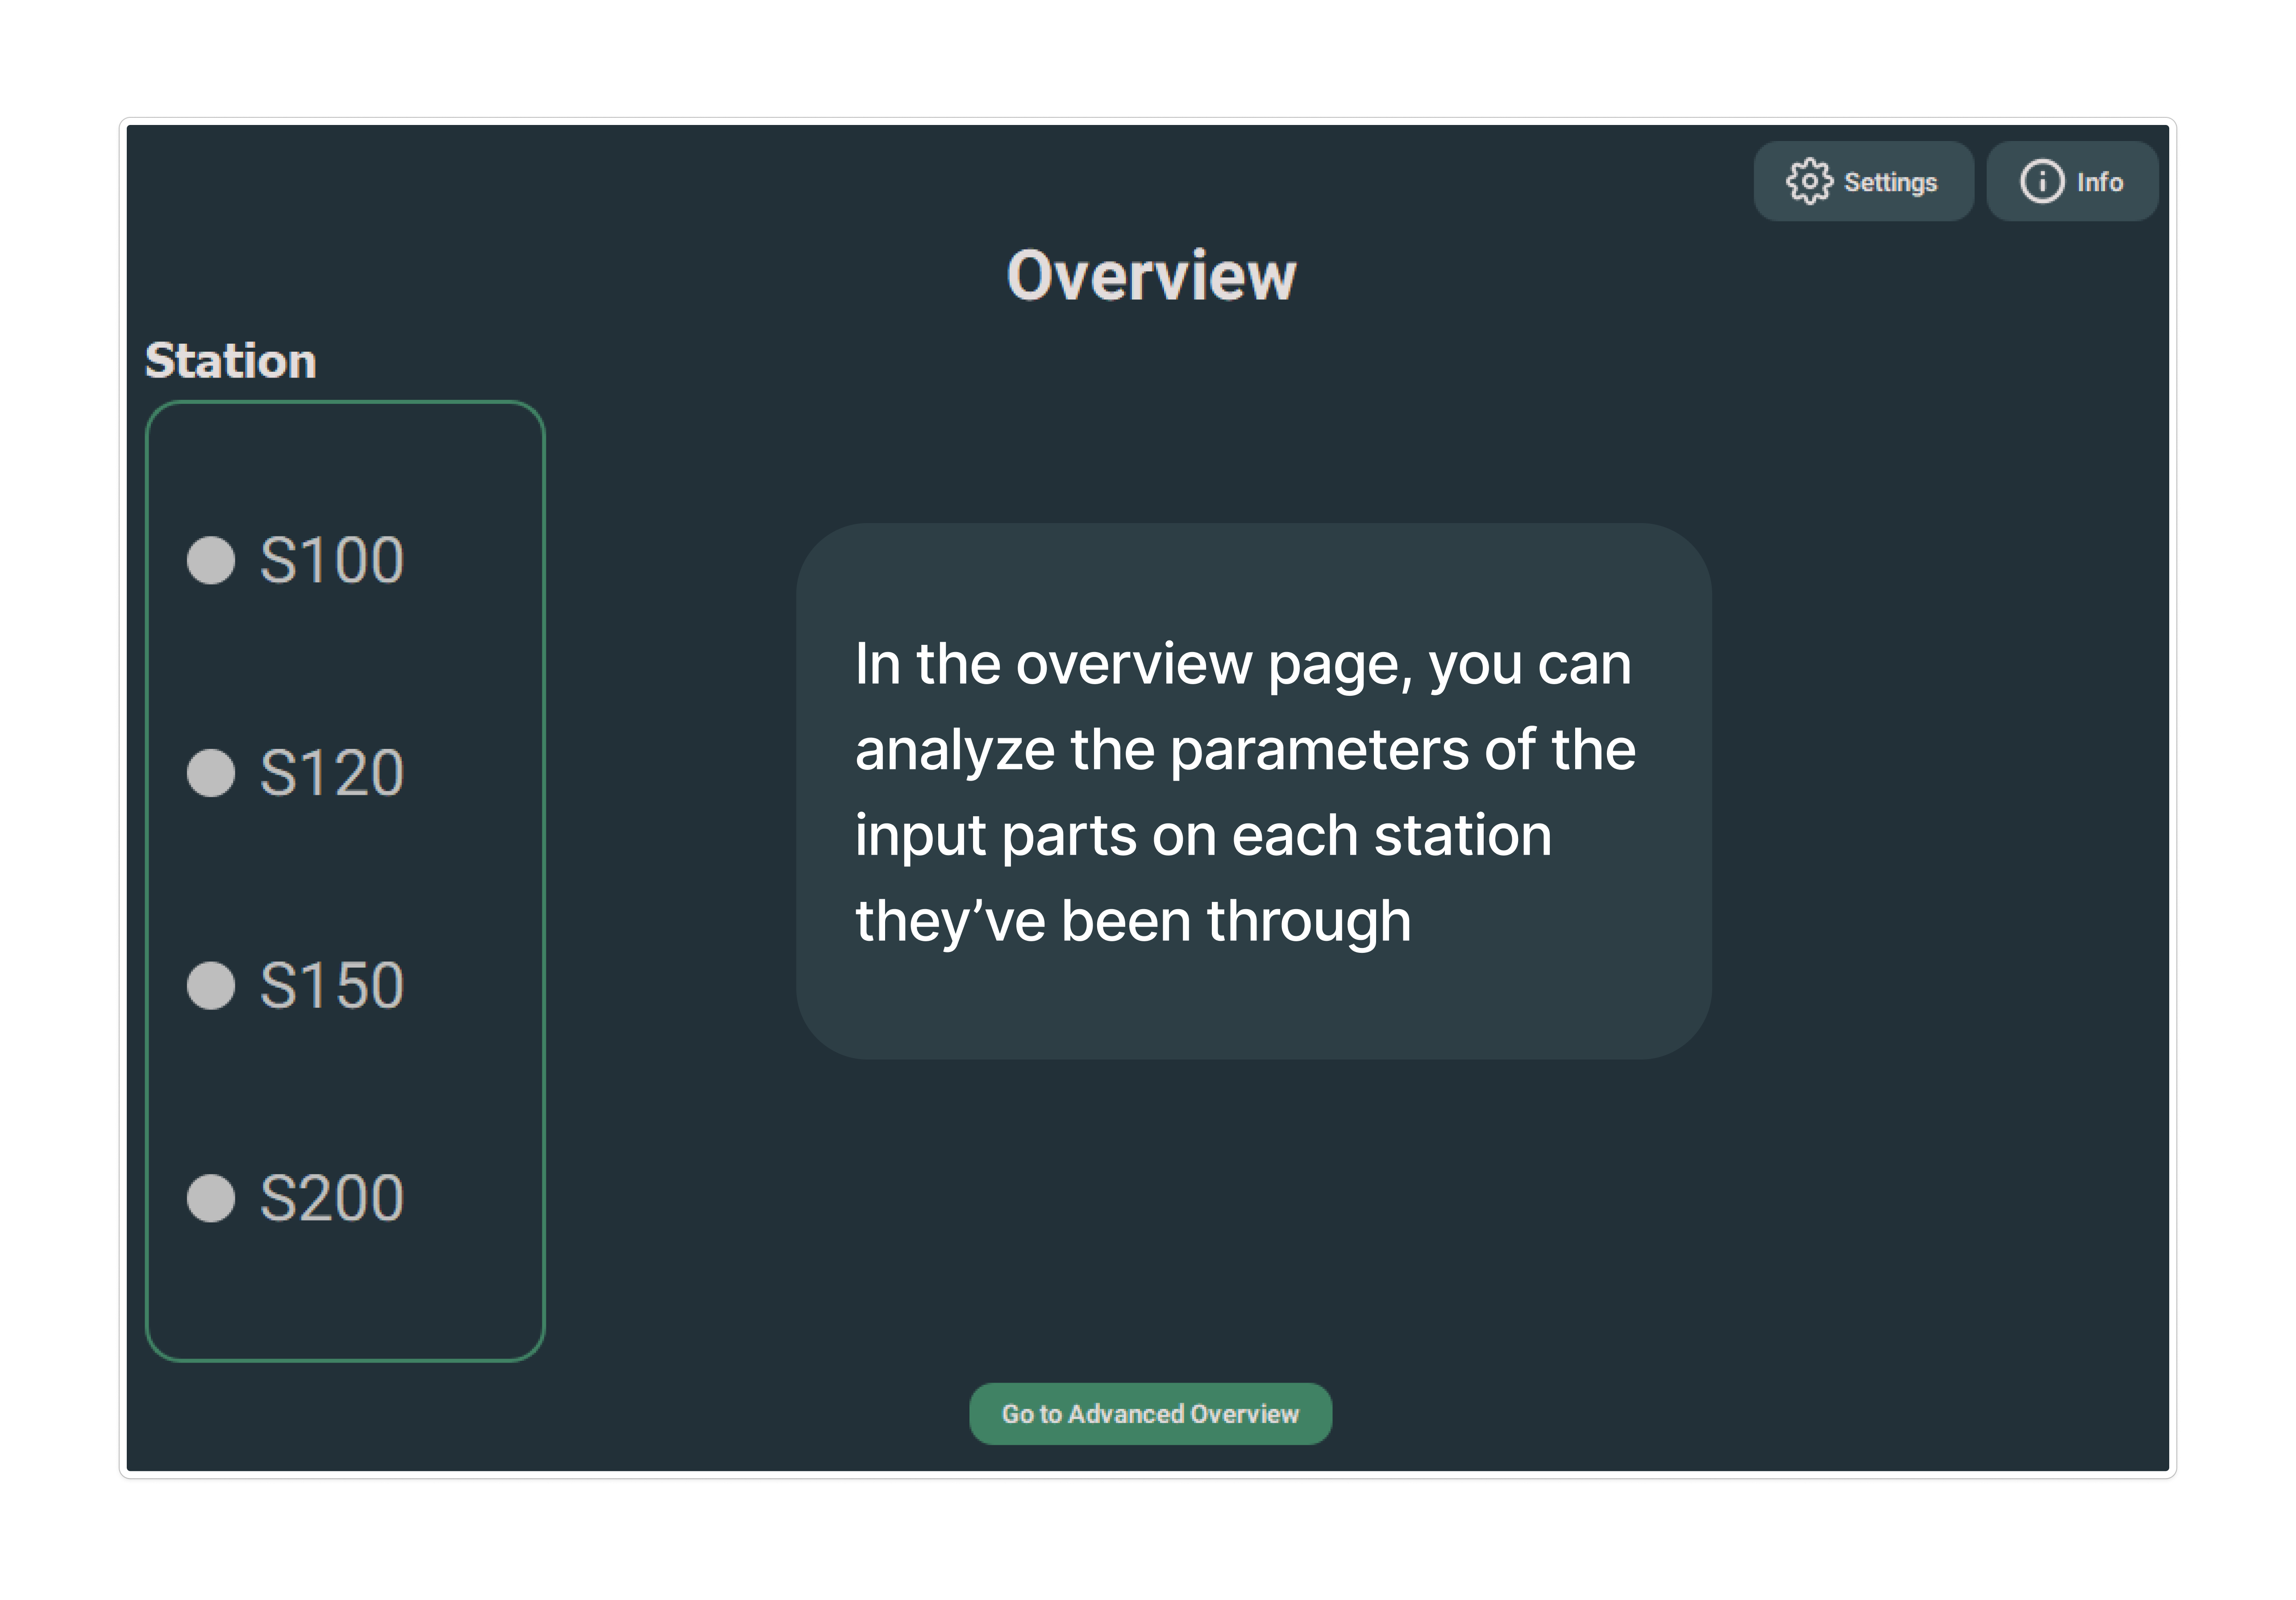 Settings
Info
Overview
Station
S100
S120
S150
S200
In the overview page, you can
analyze the parameters of the
input parts on each station
they’ve been through
Go to Advanced Overview